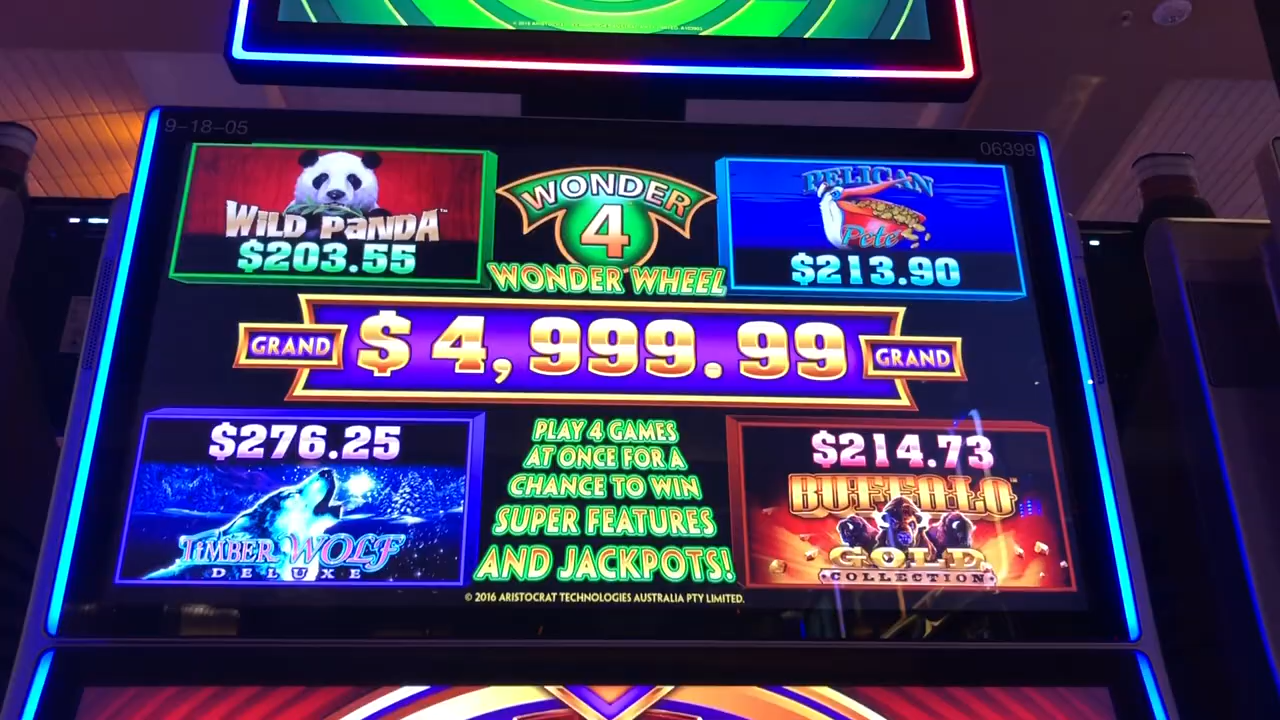 9-18-05
06399
WILD PANDA™
$203.55
WONDER
4
WONDER WHEEL
PELICAN
Pete
$213.90
GRAND
$4,999.99
GRAND
$276.25
TIMBER WOLF
DELUXE
PLAY 4 GAMES
AT ONCE FOR A
CHANCE TO WIN
SUPER FEATURES
AND JACKPOTS!
$214.73
BUFFALO™
GOLD
COLLECTION
© 2016 ARISTOCRAT TECHNOLOGIES AUSTRALIA PTY LIMITED.